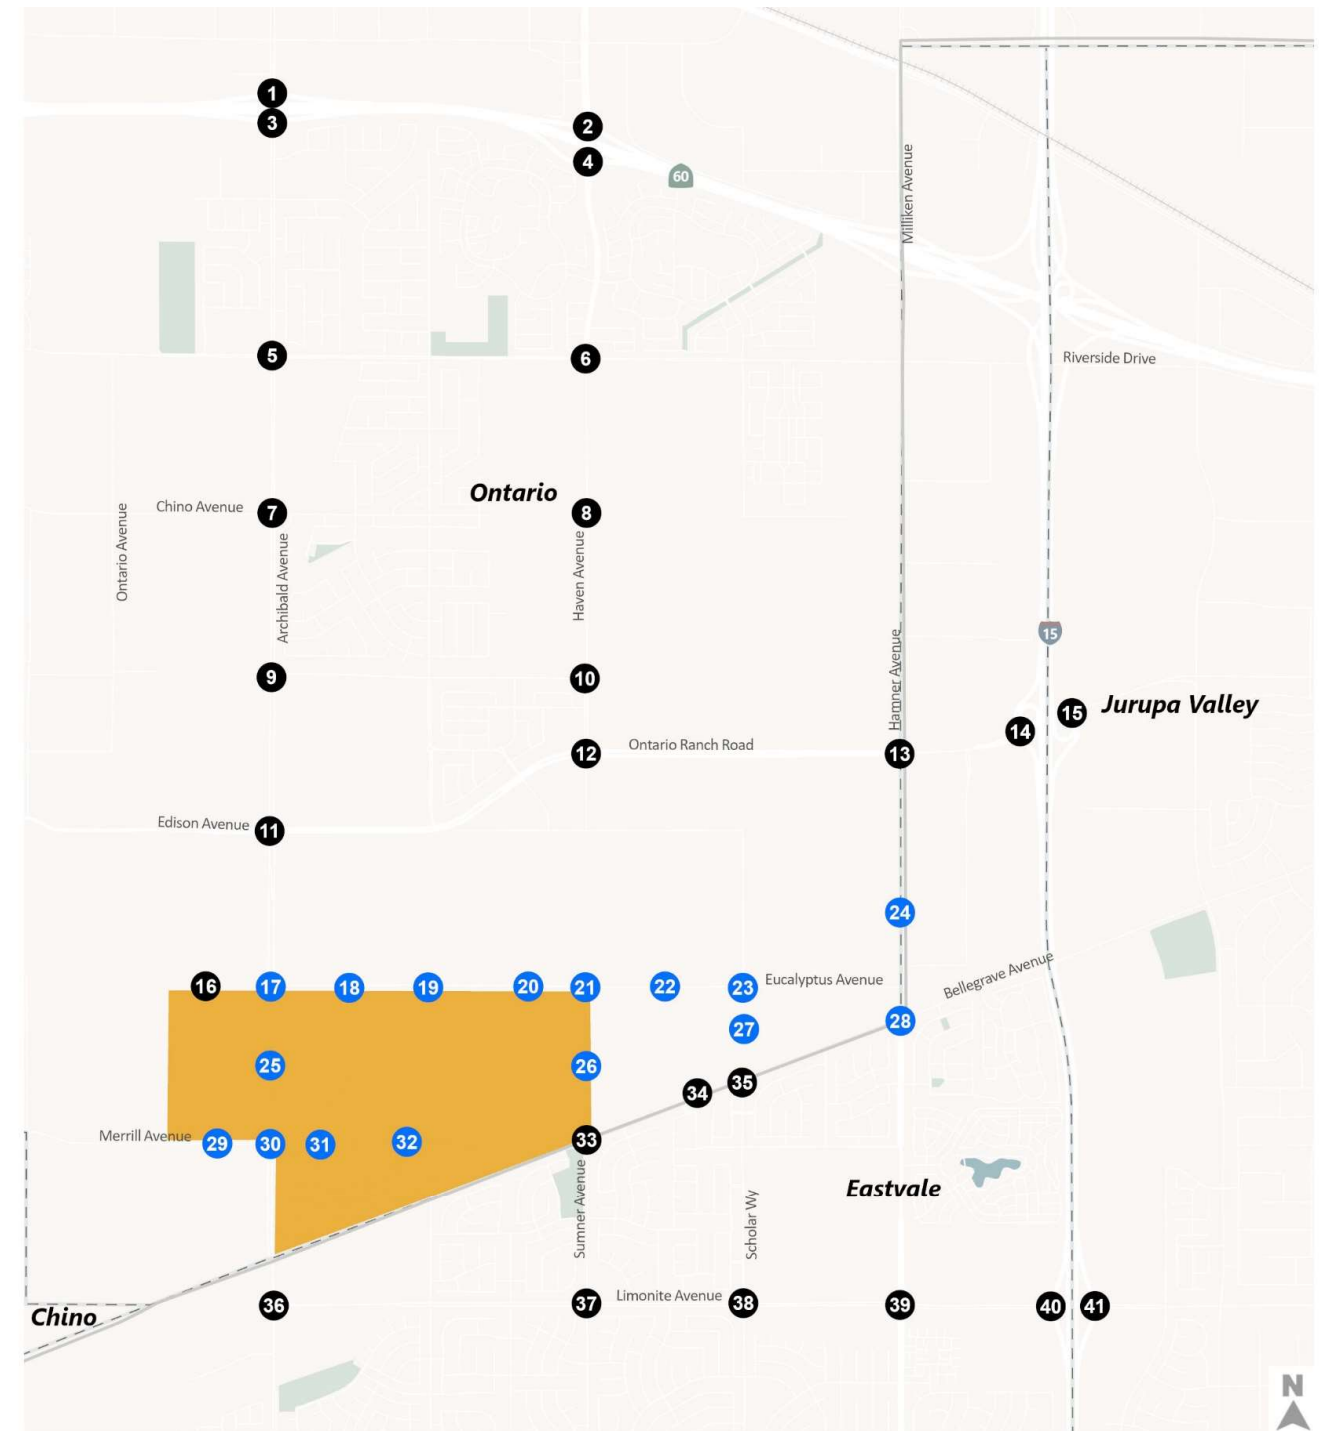 1
3
2
4
60
Milliken Avenue
5
6
Riverside Drive
Ontario
Chino Avenue
7
8
Ontario Avenue
Archibald Avenue
Haven Avenue
15
Hamner Avenue
9
10
Jurupa Valley
15
14
Ontario Ranch Road
12
13
Edison Avenue
11
24
Bellegrave Avenue
Eucalyptus Avenue
16
17
18
19
20
21
22
23
28
27
25
26
35
34
Merrill Avenue
29
30
31
32
33
Eastvale
Sumner Avenue
Scholar Wy
Limonite Avenue
36
37
38
39
40
41
Chino
N